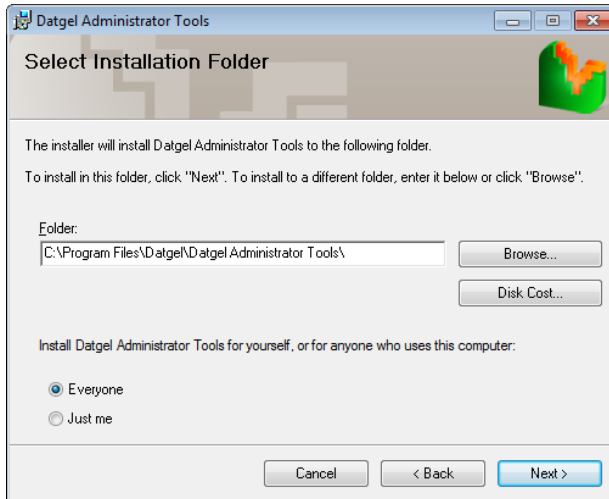 Datgel Administrator Tools
Select Installation Folder
The installer will install Datgel Administrator Tools to the following folder.
To install in this folder, click "Next". To install to a different folder, enter it below or click "Browse".
Folder:
C:\Program Files\Datgel\Datgel Administrator Tools\
Browse...
Disk Cost...
Install Datgel Administrator Tools for yourself, or for anyone who uses this computer:
Everyone
Just me
Cancel
< Back
Next >